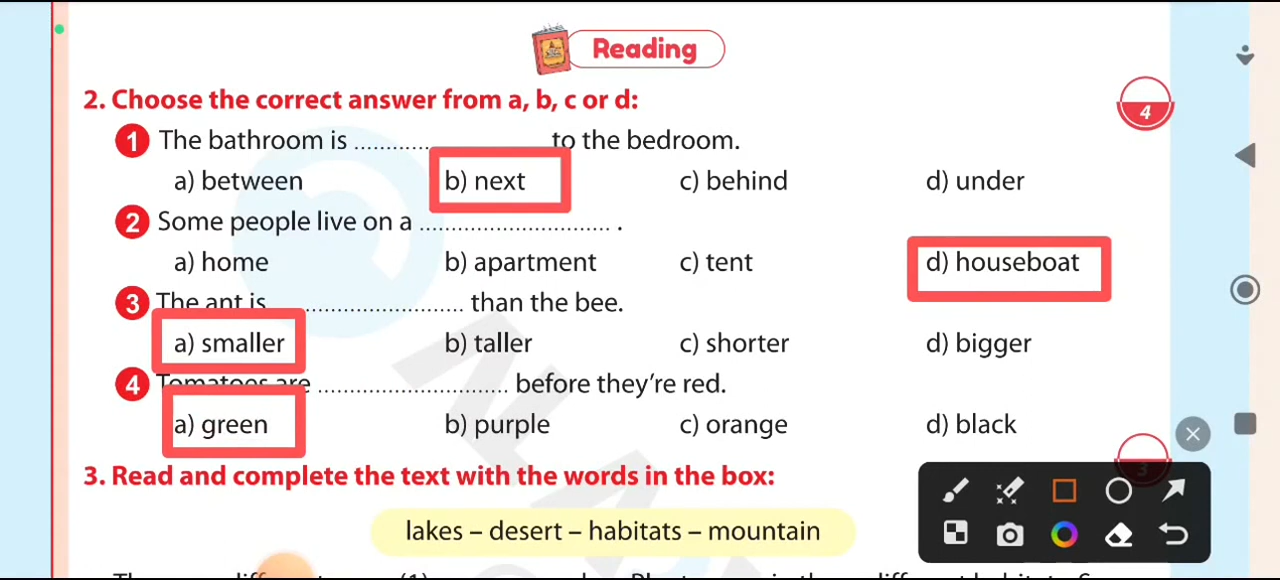 Reading
2. Choose the correct answer from a, b, c or d:
4
1 The bathroom is ............ to the bedroom.
a) between b) next c) behind d) under
2 Some people live on a ............................. .
a) home b) apartment c) tent d) houseboat
3 The ant is ........................ than the bee.
a) smaller b) taller c) shorter d) bigger
4 Tomatoes are ............................. before they're red.
a) green b) purple c) orange d) black
3. Read and complete the text with the words in the box:
3
lakes – desert – habitats – mountain